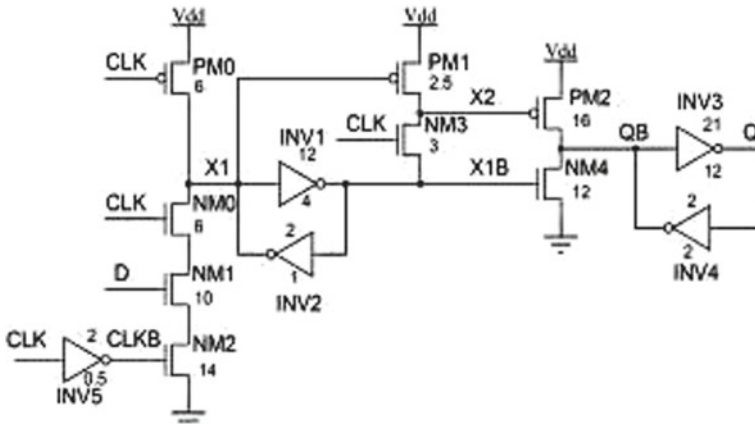 Vdd
Vdd
Vdd
CLK
PM0
6
PM1
2.5
X2
PM2
16
INV3
21
12
Q
INV1
12
4
CLK
NM3
3
QB
X1
X1B
NM4
12
CLK
NM0
6
2
1
INV2
2
2
INV4
D
NM1
10
CLK
2
0.5
INV5
CLKB
NM2
14